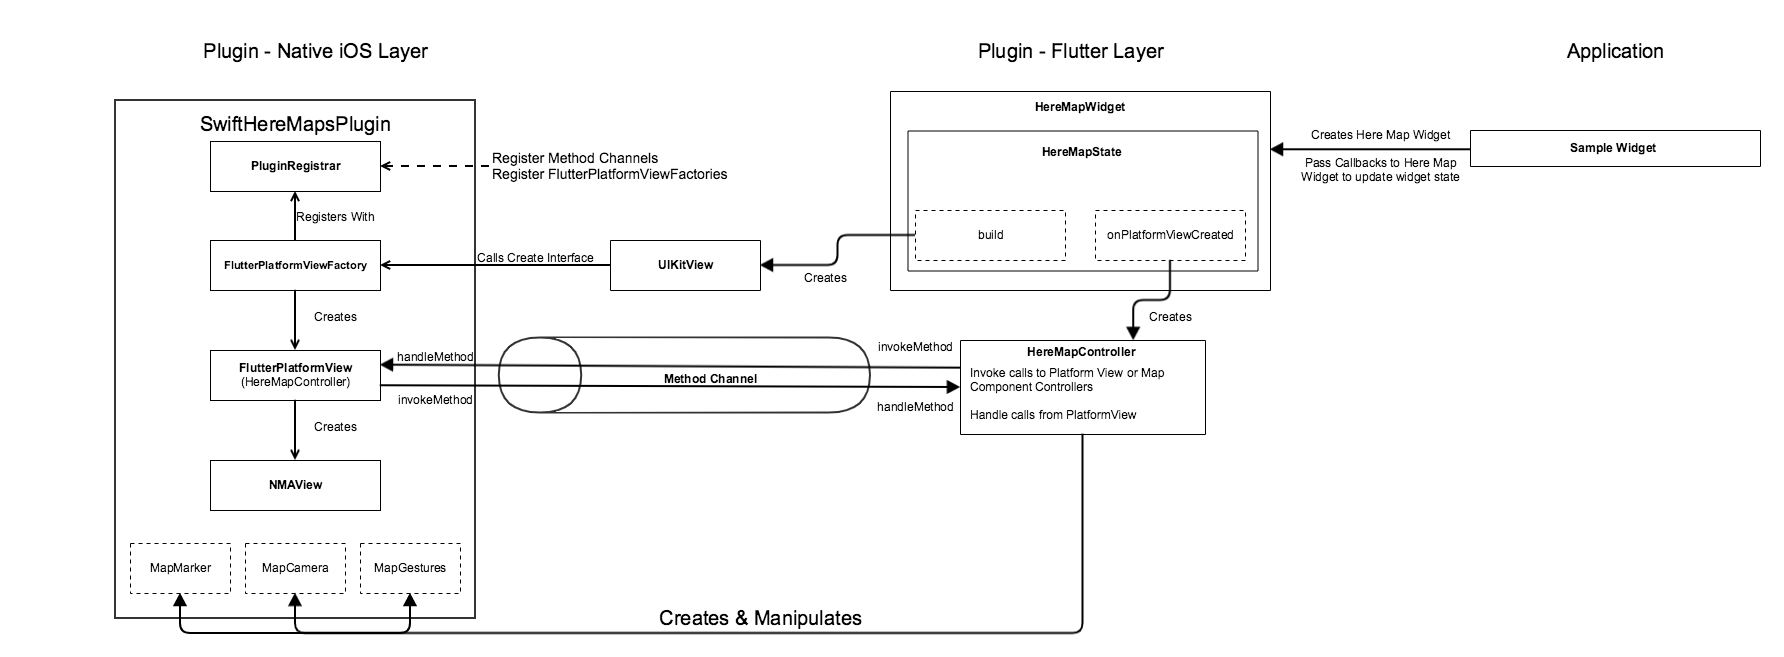 Plugin - Native iOS Layer
Plugin - Flutter Layer
Application
SwiftHereMapsPlugin
PluginRegistrar
Register Method Channels
Register FlutterPlatformViewFactories
Registers With
FlutterPlatformViewFactory
Calls Create Interface
UIKitView
Creates
HereMapWidget
HereMapState
build
onPlatformViewCreated
Creates Here Map Widget
Pass Callbacks to Here Map
Widget to update widget state
Sample Widget
Creates
Creates
FlutterPlatformView
(HereMapController)
handleMethod
invokeMethod
Method Channel
invokeMethod
handleMethod
HereMapController
Invoke calls to Platform View or Map
Component Controllers
Handle calls from PlatformView
Creates
NMAView
MapMarker
MapCamera
MapGestures
Creates & Manipulates